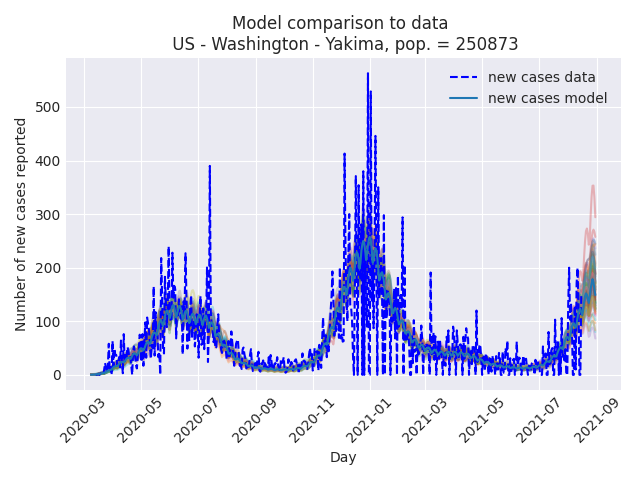 Model comparison to data
US - Washington - Yakima, pop. = 250873
new cases data
new cases model
Number of new cases reported
500
400
300
200
100
0
2020-03
2020-05
2020-07
2020-09
2020-11
2021-01
2021-03
2021-05
2021-07
2021-09
Day